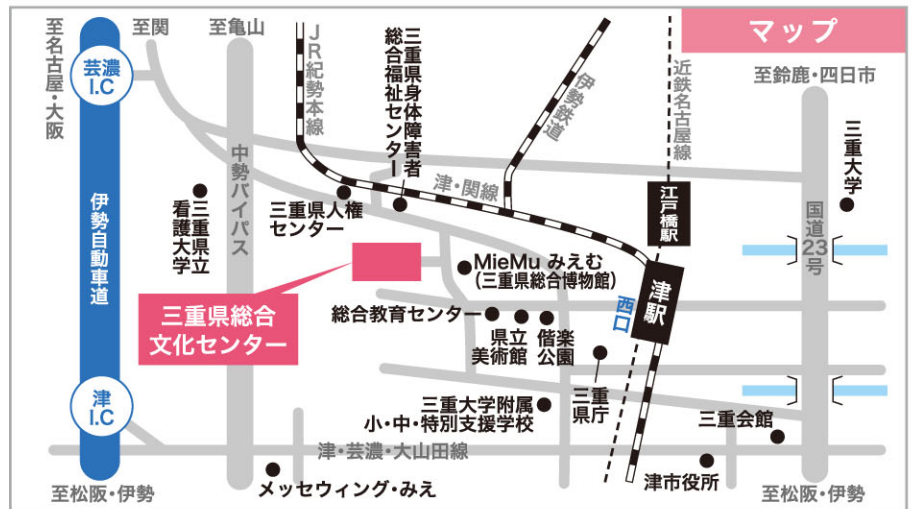 マップ
至名古屋・大阪
至関
至亀山
JR紀勢本線
三重県身体障害者
総合福祉センター
伊勢鉄道
近鉄名古屋線
至鈴鹿・四日市
芸濃
I.C
三重大学
中勢バイパス
津・関線
江戸橋駅
伊勢自動車道
三重県立
看護大学
三重県人権
センター
国道23号
MieMu みえむ
(三重県総合博物館)
津駅
西口
三重県総合
文化センター
総合教育センター
県立
美術館
偕楽
公園
三重
県庁
津
I.C
三重大学附属
小・中・特別支援学校
三重会館
津・芸濃・大山田線
メッセウィング・みえ
津市役所
至松阪・伊勢
至松阪・伊勢